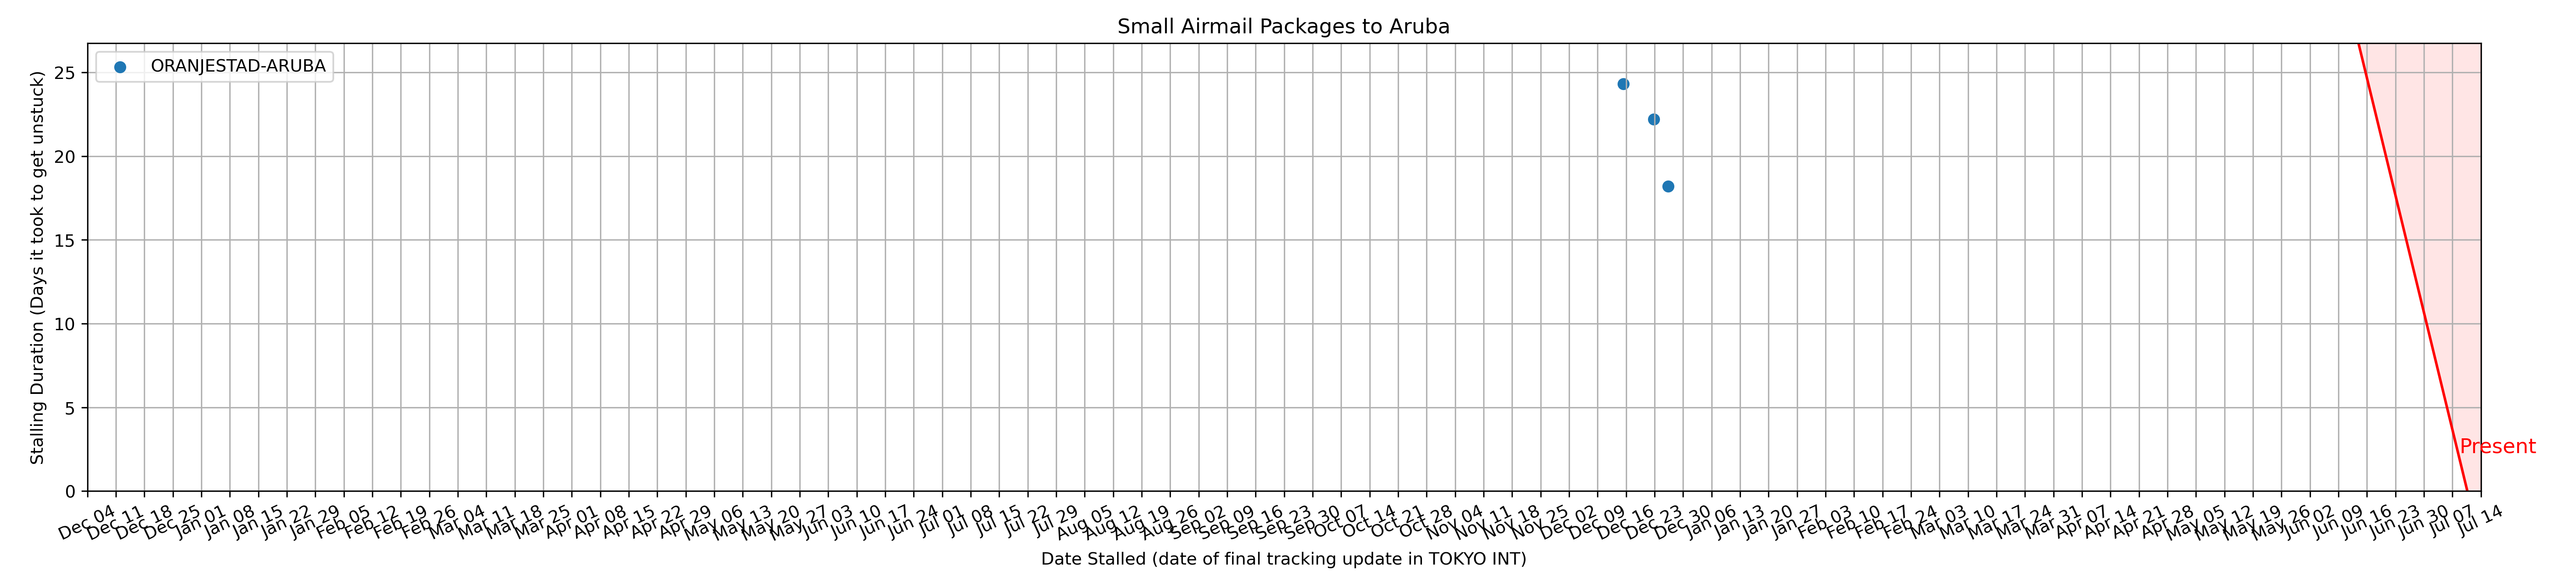 Small Airmail Packages to Aruba
ORANJESTAD-ARUBA
Stalling Duration (Days it took to get unstuck)
25
20
15
10
5
0
Present
Dec 04 Dec 11 Dec 18 Dec 25 Jan 01 Jan 08 Jan 15 Jan 22 Jan 29 Feb 05 Feb 12 Feb 19 Feb 26 Mar 04 Mar 11 Mar 18 Mar 25 Apr 01 Apr 08 Apr 15 Apr 22 Apr 29 May 06 May 13 May 20 May 27 Jun 03 Jun 10 Jun 17 Jun 24 Jul 01 Jul 08 Jul 15 Jul 22 Jul 29 Aug 05 Aug 12 Aug 19 Aug 26 Sep 02 Sep 09 Sep 16 Sep 23 Sep 30 Oct 07 Oct 14 Oct 21 Oct 28 Nov 04 Nov 11 Nov 18 Nov 25 Dec 02 Dec 09 Dec 16 Dec 23 Dec 30 Jan 06 Jan 13 Jan 20 Jan 27 Feb 03 Feb 10 Feb 17 Feb 24 Mar 03 Mar 10 Mar 17 Mar 24 Mar 31 Apr 07 Apr 14 Apr 21 Apr 28 May 05 May 12 May 19 May 26 Jun 02 Jun 09 Jun 16 Jun 23 Jun 30 Jul 07 Jul 14
Date Stalled (date of final tracking update in TOKYO INT)